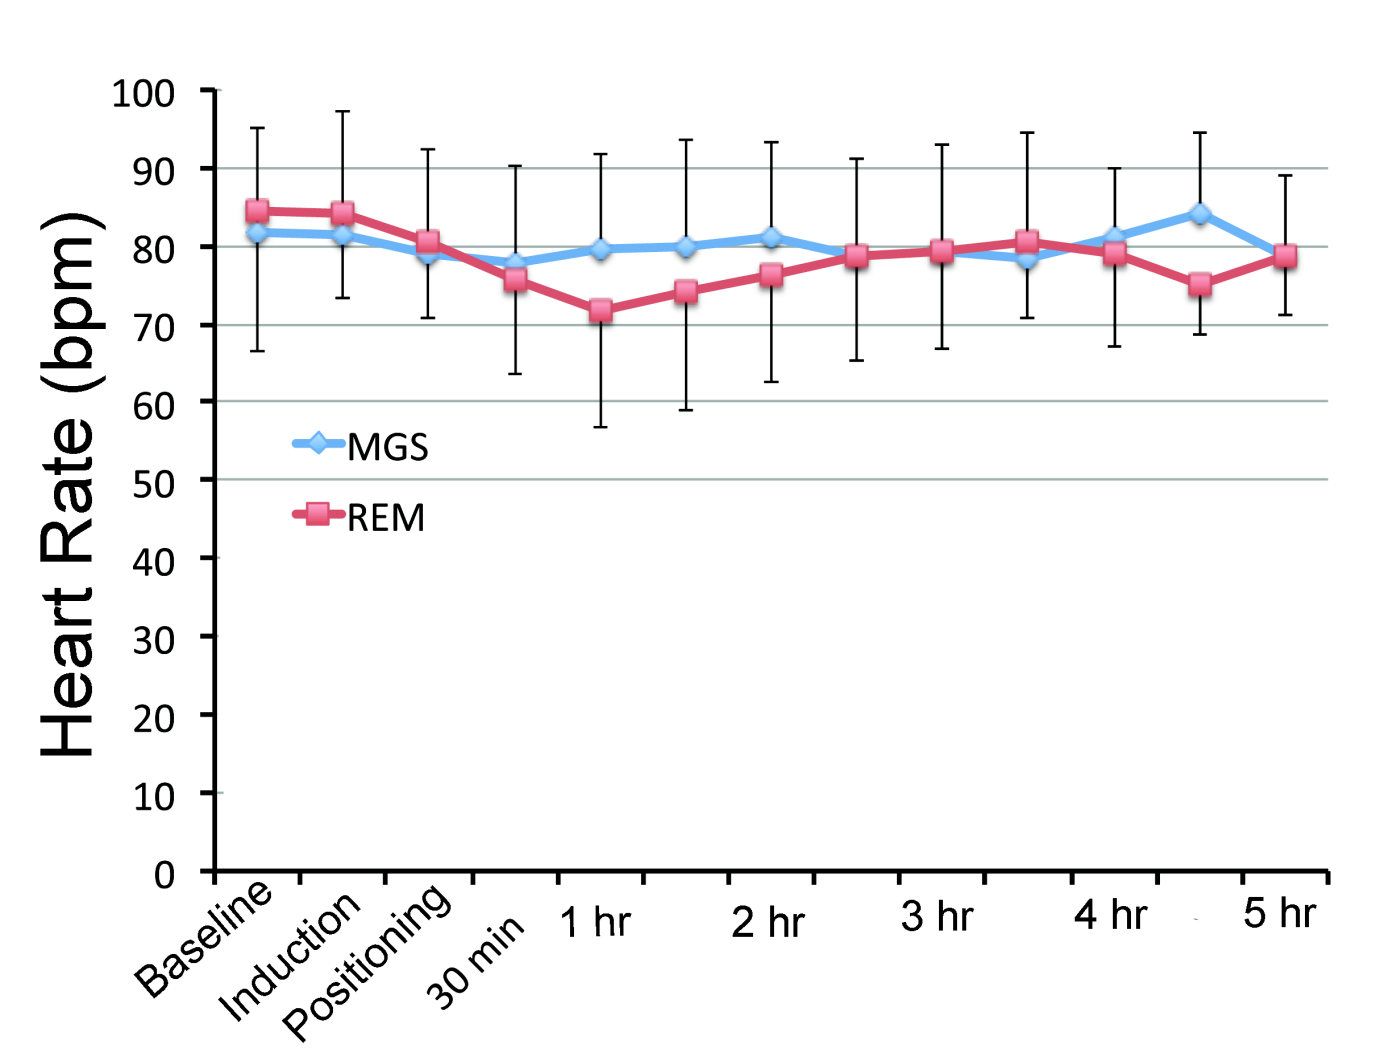 Heart Rate (bpm)
100
90
80
70
60
50
40
30
20
10
0
MGS
REM
Baseline
Induction
Positioning
30 min
1 hr
2 hr
3 hr
4 hr
5 hr